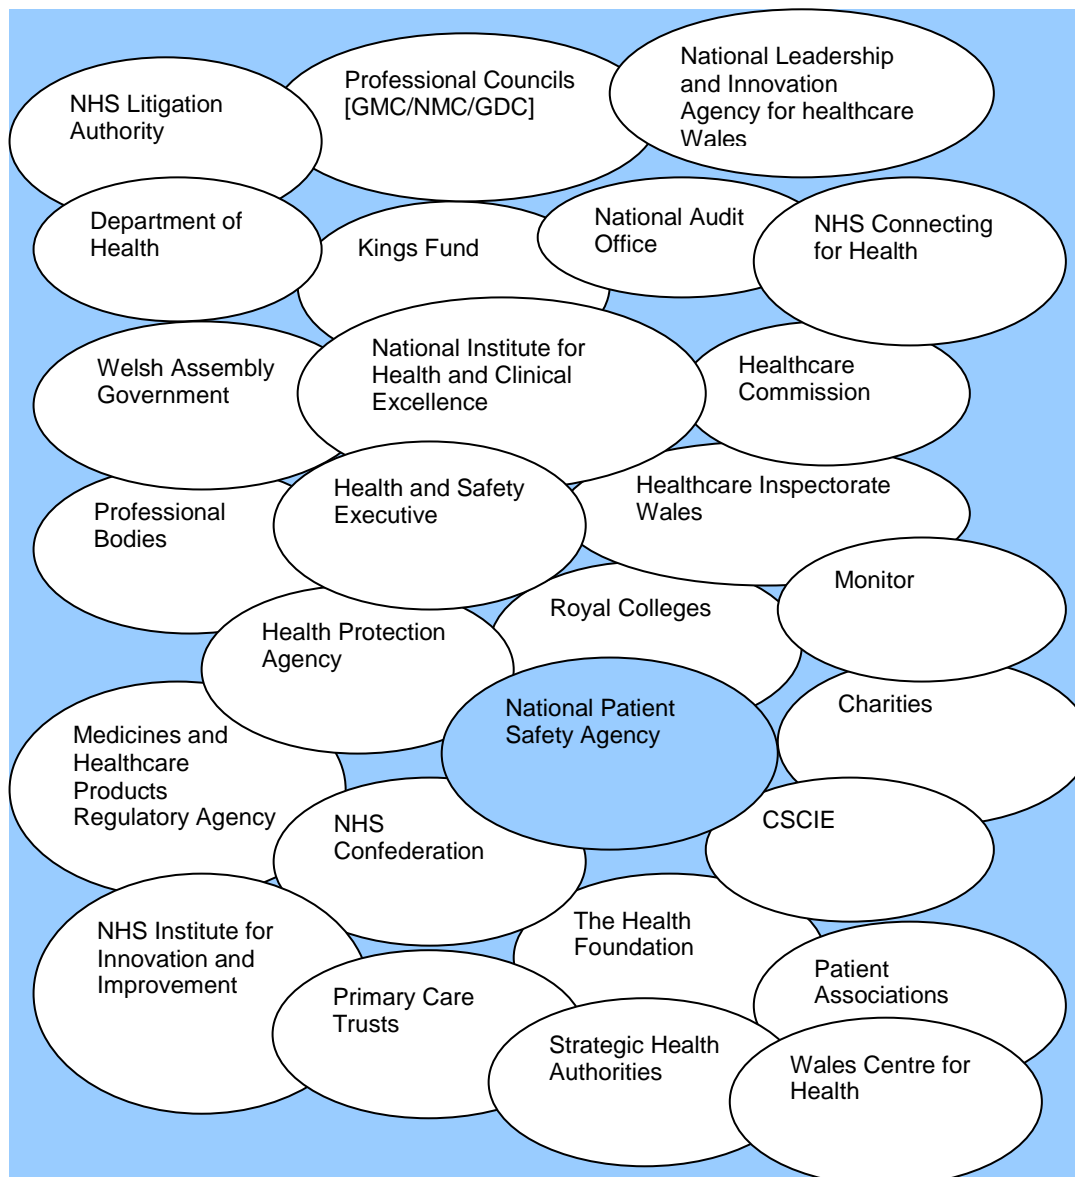 NHS Litigation
Authority
Professional Councils
[GMC/NMC/GDC]
National Leadership
and Innovation
Agency for healthcare
Wales
Department of
Health
Kings Fund
National Audit
Office
NHS Connecting
for Health
Welsh Assembly
Government
National Institute for
Health and Clinical
Excellence
Healthcare
Commission
Professional
Bodies
Health and Safety
Executive
Healthcare Inspectorate
Wales
Monitor
Health Protection
Agency
Royal Colleges
Charities
Medicines and
Healthcare
Products
Regulatory Agency
National Patient
Safety Agency
NHS
Confederation
CSCIE
NHS Institute for
Innovation and
Improvement
The Health
Foundation
Patient
Associations
Primary Care
Trusts
Strategic Health
Authorities
Wales Centre for
Health